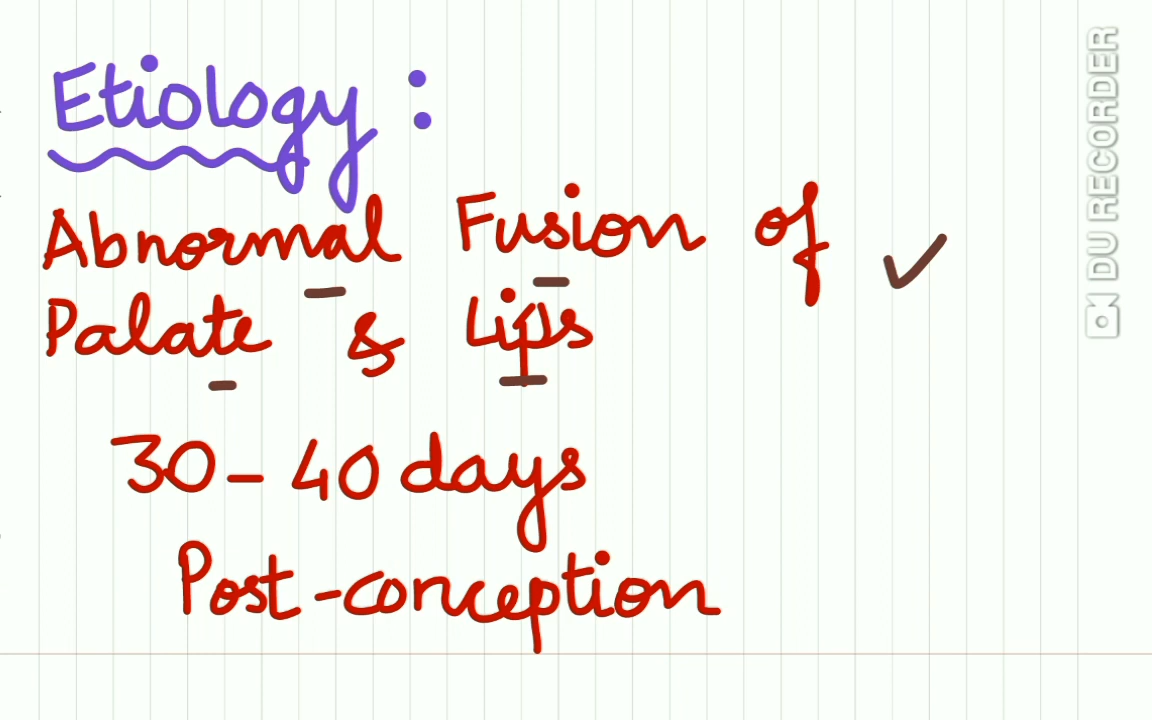 Etiology :
Abnormal Fusion of
Palate & Lips
30 - 40 days
Post-conception
DU RECORDER